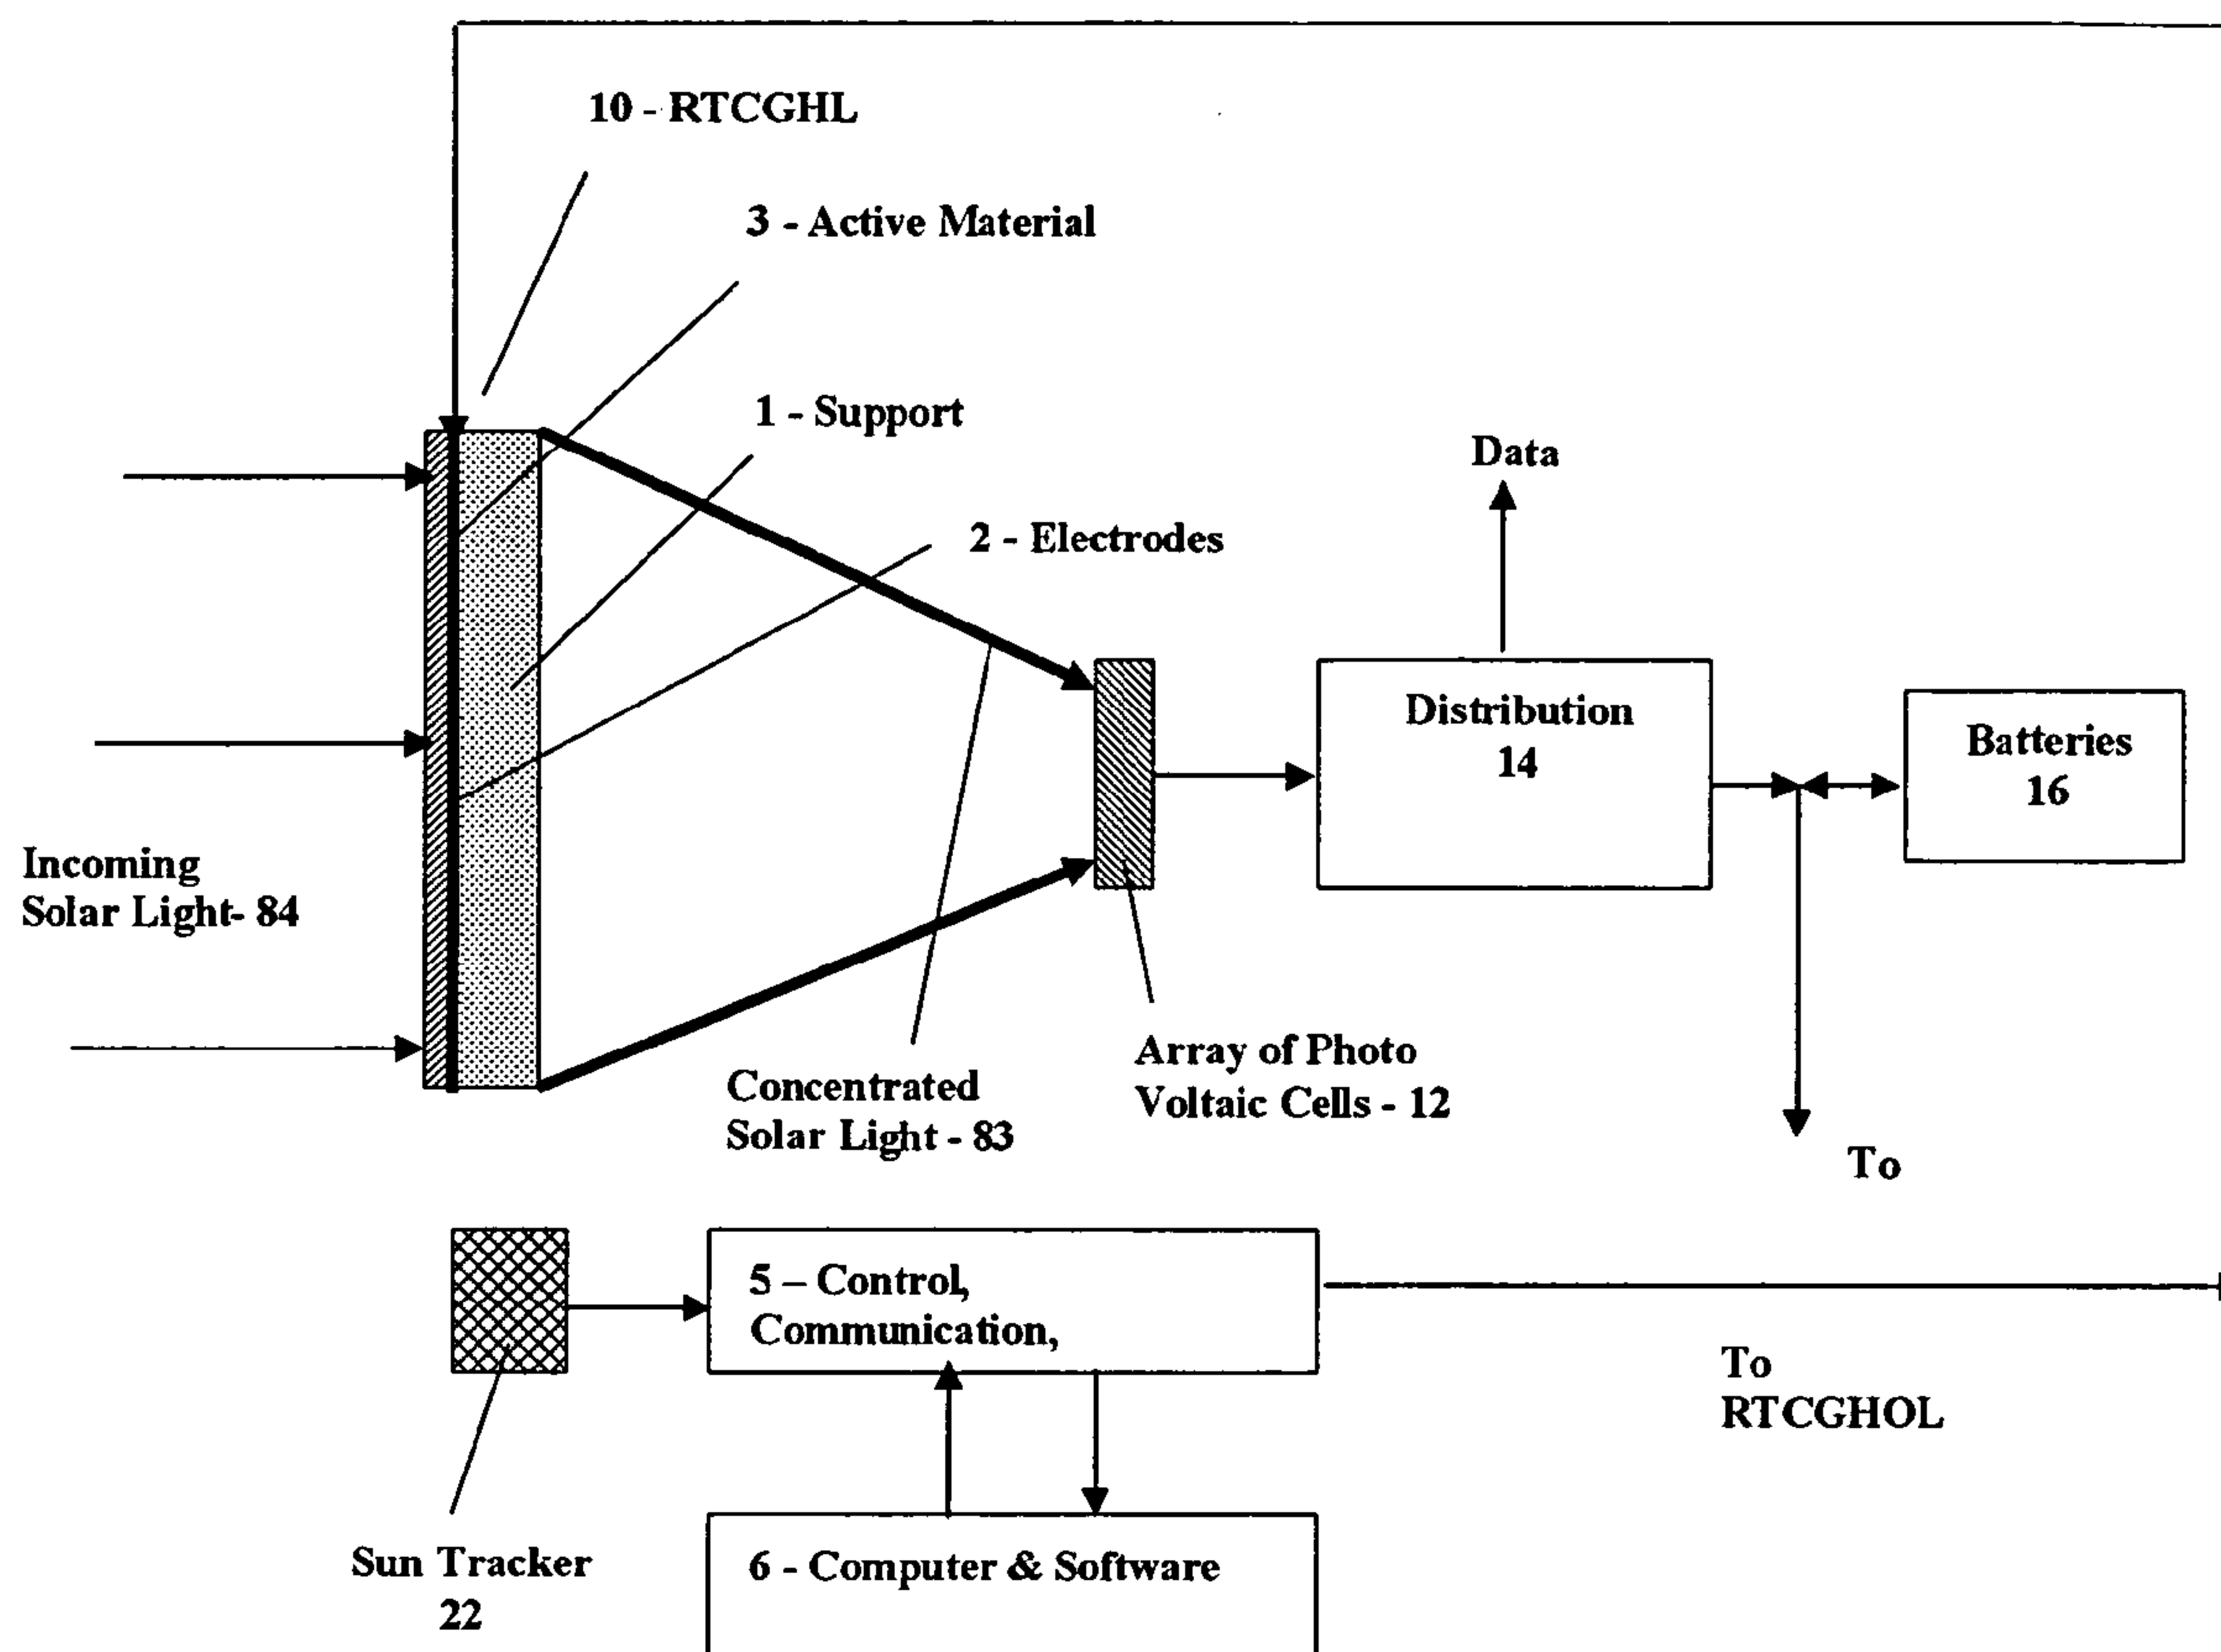 10 - RTCGHL
3 - Active Material
1 - Support
2 - Electrodes
Data
Distribution
14
Batteries
16
Incoming
Solar Light- 84
Concentrated
Solar Light - 83
Array of Photo
Voltaic Cells - 12
To
5 – Control,
Communication,
To
RTCGHOL
Sun Tracker
22
6 - Computer & Software